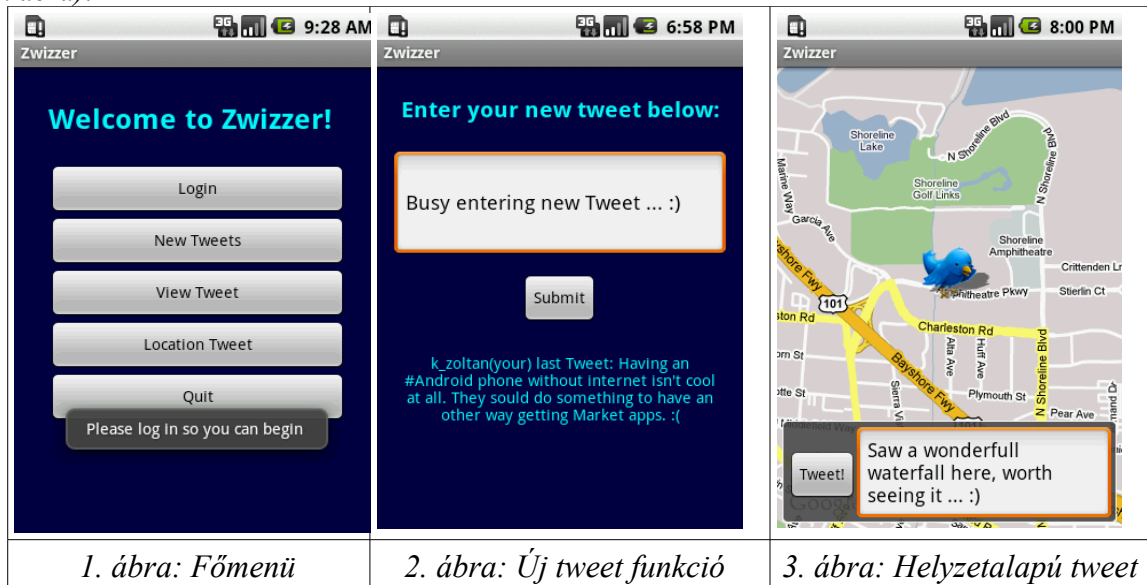 9:28 AM
Zwizzer
Welcome to Zwizzer!
Login
New Tweets
View Tweet
Location Tweet
Quit
Please log in so you can begin
1. ábra: Főmenü
6:58 PM
Zwizzer
Enter your new tweet below:
Busy entering new Tweet ... :)
Submit
k_zoltan(your) last Tweet: Having an
#Android phone without internet isn't cool
at all. They sould do something to have an
other way getting Market apps. :(
2. ábra: Új tweet funkció
3G
8:00 PM
Zwizzer
Shoreline
Lake
N Shoreline Blvd
N Shoreline Blvd
Marine Way
Shoreline
Golf Links
Garcia Ave
Shoreline
Amphitheatre
Crittenden Ln
Stierlin Ct
phitheatre Pkwy
101
Charleston Rd
Alta Ave
Huff Ave
Bayshore Fwy
N Shoreline Blvd
Plymouth St
Pear Ave
Tweet!
Saw a wonderfull
waterfall here, worth
seeing it ... :)
3. ábra: Helyzetalapú tweet